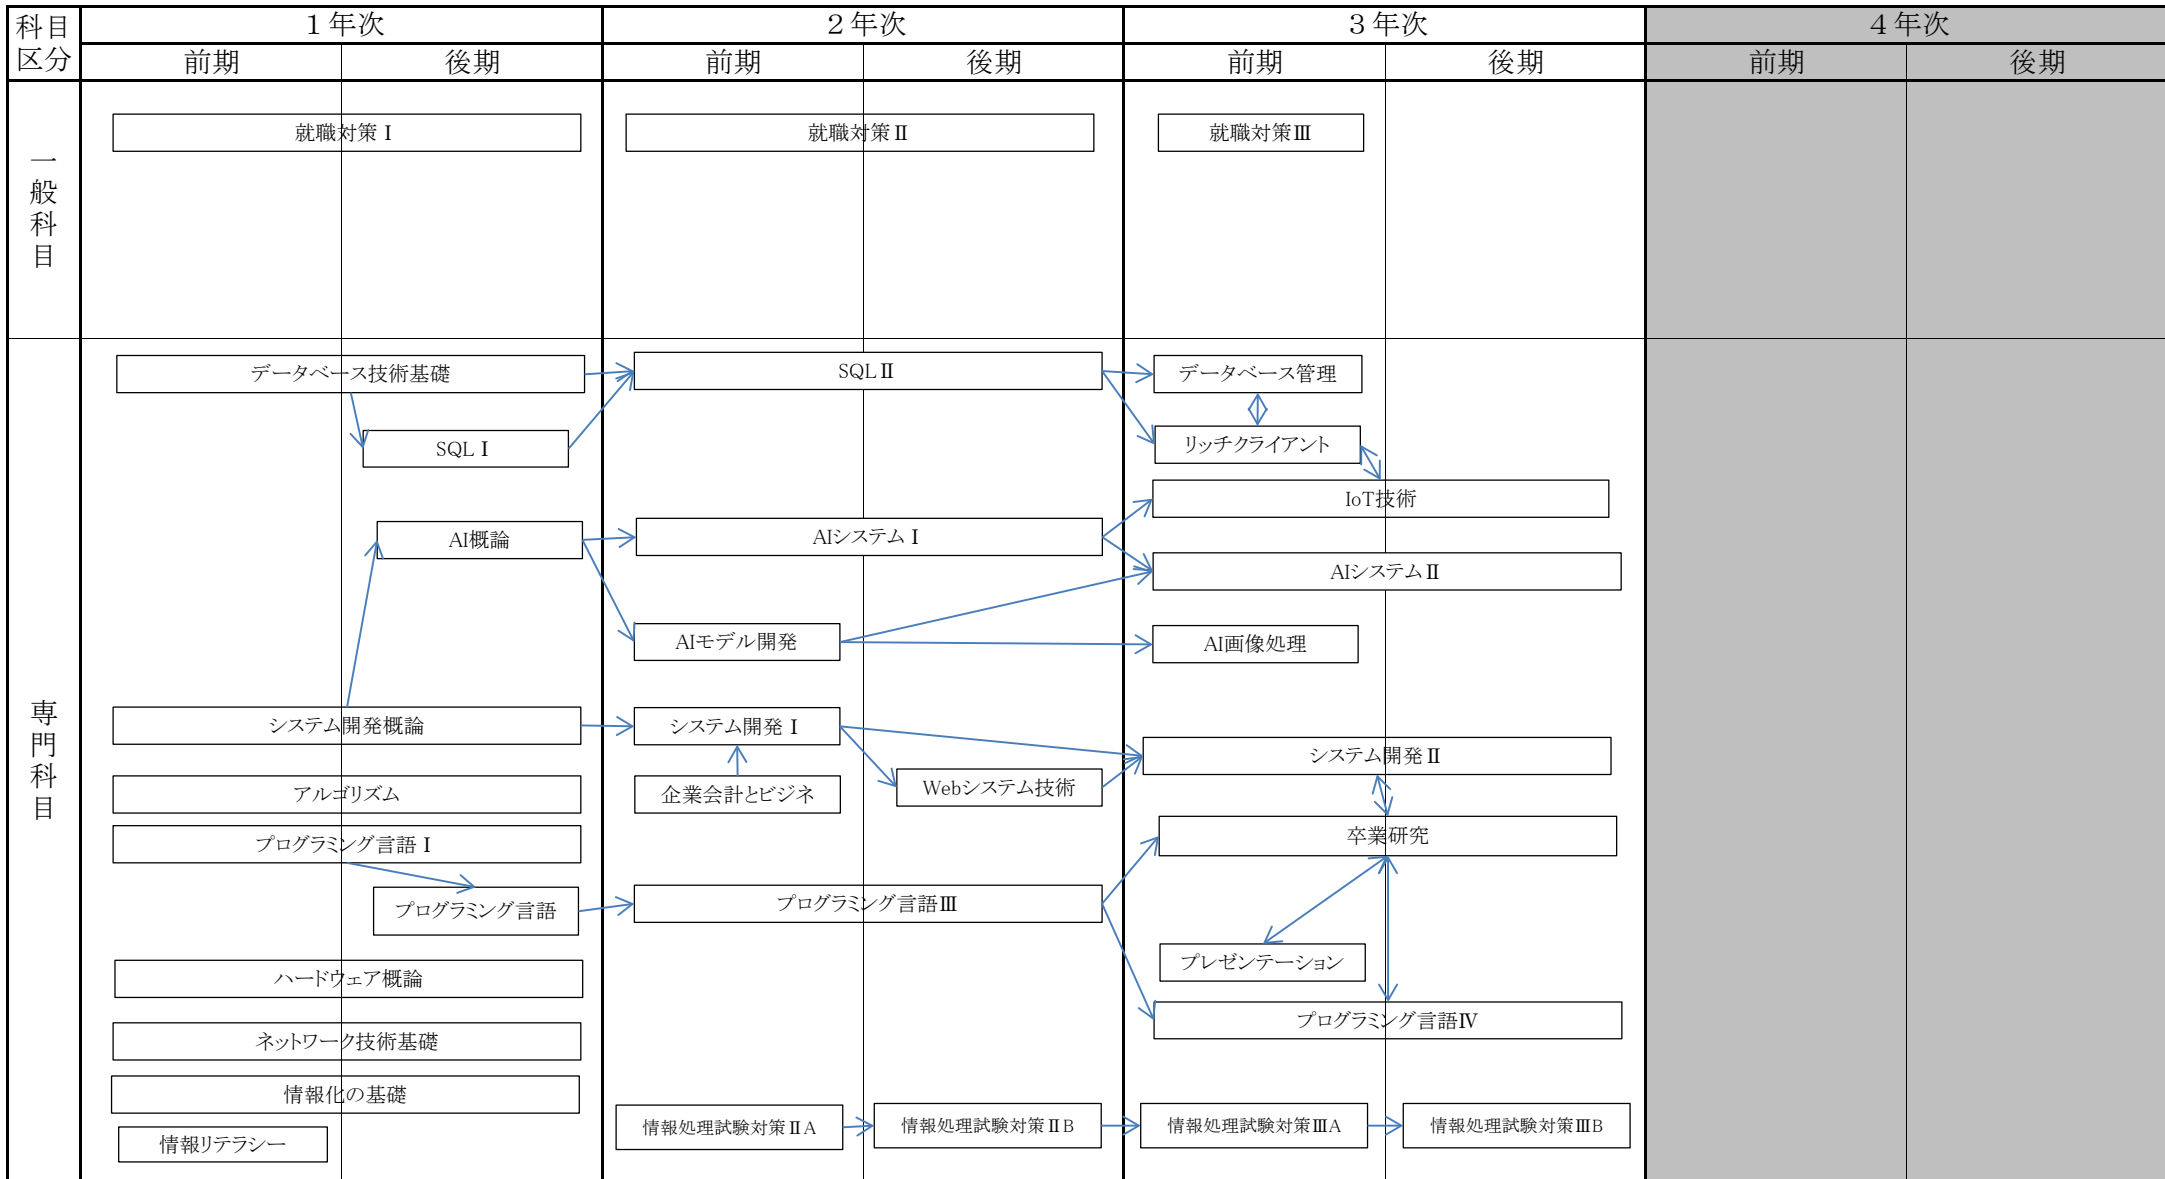 科目
区分
１年次
２年次
３年次
４年次
前期
後期
前期
後期
前期
後期
前期
後期
一般科目
就職対策Ⅰ
就職対策Ⅱ
就職対策Ⅲ
専門科目
データベース技術基礎
SQLⅡ
データベース管理
SQLⅠ
リッチクライアント
IoT技術
AI概論
AIシステムⅠ
AIシステムⅡ
AIモデル開発
AI画像処理
システム開発概論
システム開発Ⅰ
システム開発Ⅱ
アルゴリズム
企業会計とビジネ
Webシステム技術
プログラミング言語Ⅰ
卒業研究
プログラミング言語
プログラミング言語Ⅲ
プレゼンテーション
ハードウェア概論
プログラミング言語Ⅳ
ネットワーク技術基礎
情報化の基礎
情報処理試験対策ⅡA
情報処理試験対策ⅡB
情報処理試験対策ⅢA
情報処理試験対策ⅢB
情報リテラシー